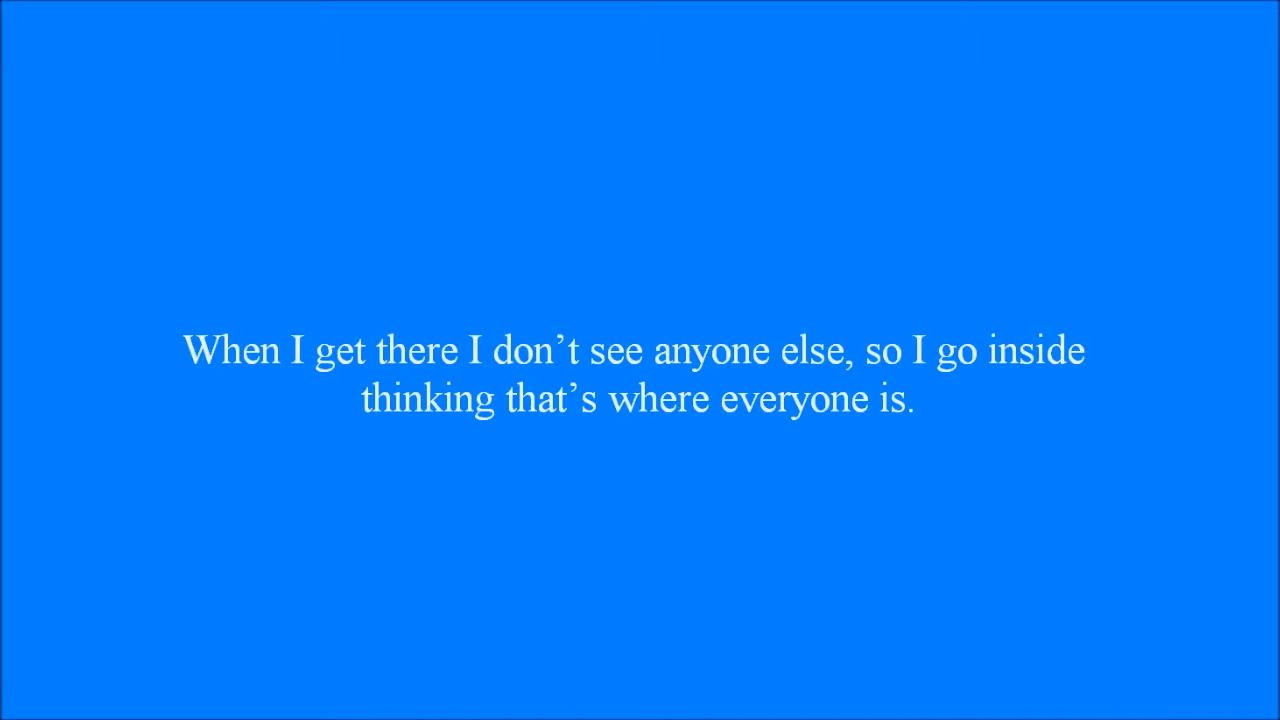 When I get there I don’t see anyone else, so I go inside
thinking that’s where everyone is.